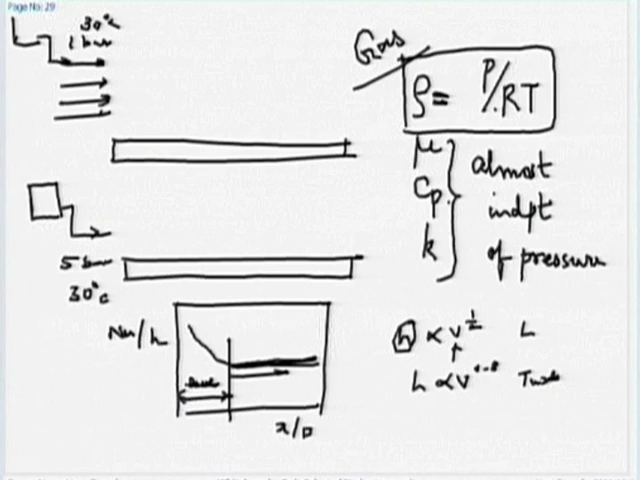 Page No: 29
30°c
1 bar
Gas
ρ = P/RT
μ
Cp
k
almost
indpt
of pressure
5 bar
30°c
Nu/h
x/D
h ∝ V^1/2 L
h ∝ V^0.8